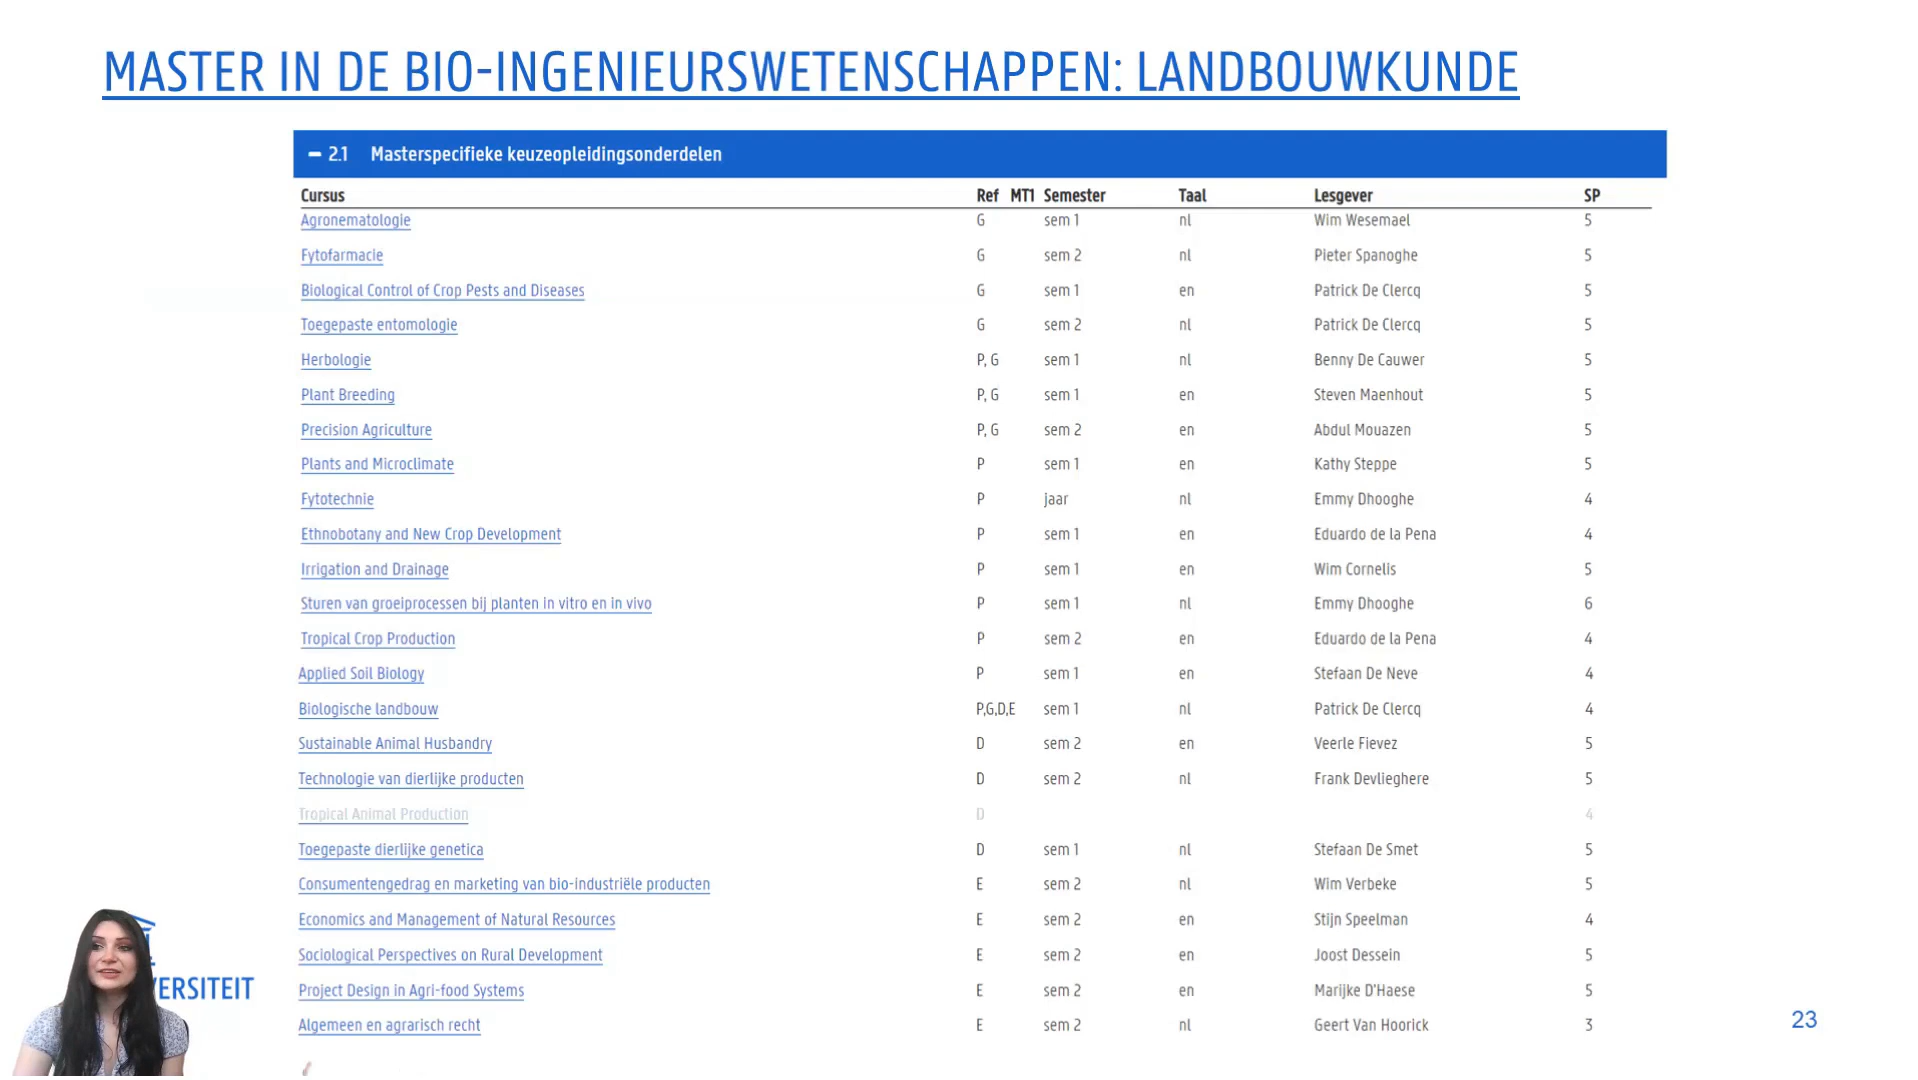 MASTER IN DE BIO-INGENIEURSWETENSCHAPPEN: LANDBOUWKUNDE
2.1 Masterspecifieke keuzeopleidingsonderdelen
Cursus Ref MT1 Semester Taal Lesgever SP
Agronematologie G sem 1 nl Wim Wesemael 5
Fytofarmacie G sem 2 nl Pieter Spanoghe 5
Biological Control of Crop Pests and Diseases G sem 1 en Patrick De Clercq 5
Toegepaste entomologie G sem 2 nl Patrick De Clercq 5
Herbologie P, G sem 1 nl Benny De Cauwer 5
Plant Breeding P, G sem 1 en Steven Maenhout 5
Precision Agriculture P, G sem 2 en Abdul Mouazen 5
Plants and Microclimate P sem 1 en Kathy Steppe 5
Fytotechnie P jaar nl Emmy Dhooghe 4
Ethnobotany and New Crop Development P sem 1 en Eduardo de la Pena 4
Irrigation and Drainage P sem 1 en Wim Cornelis 5
Sturen van groeiprocessen bij planten in vitro en in vivo P sem 1 nl Emmy Dhooghe 6
Tropical Crop Production P sem 2 en Eduardo de la Pena 4
Applied Soil Biology P sem 1 en Stefaan De Neve 4
Biologische landbouw P,G,D,E sem 1 nl Patrick De Clercq 4
Sustainable Animal Husbandry D sem 2 en Veerle Fievez 5
Technologie van dierlijke producten D sem 2 nl Frank Devlieghere 5
Tropical Animal Production D 4
Toegepaste dierlijke genetica D sem 1 nl Stefaan De Smet 5
Consumentengedrag en marketing van bio-industriële producten E sem 2 nl Wim Verbeke 5
Economics and Management of Natural Resources E sem 2 en Stijn Speelman 4
Sociological Perspectives on Rural Development E sem 2 en Joost Dessein 5
Project Design in Agri-food Systems E sem 2 en Marijke D'Haese 5
Algemeen en agrarisch recht E sem 2 nl Geert Van Hoorick 3
ERSITEIT
23